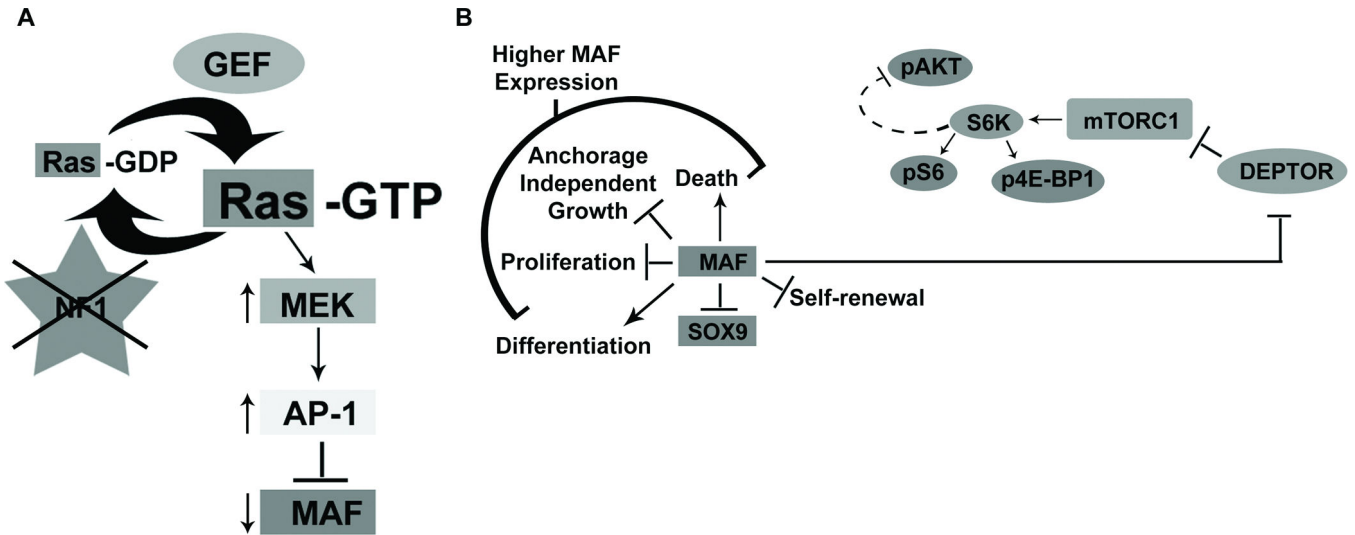 A
GEF
Ras -GDP
Ras -GTP
NF1
MEK
AP-1
MAF
B
Higher MAF
Expression
Anchorage
Independent
Growth
Death
Proliferation
MAF
Self-renewal
SOX9
Differentiation
pAKT
S6K
mTORC1
pS6
p4E-BP1
DEPTOR